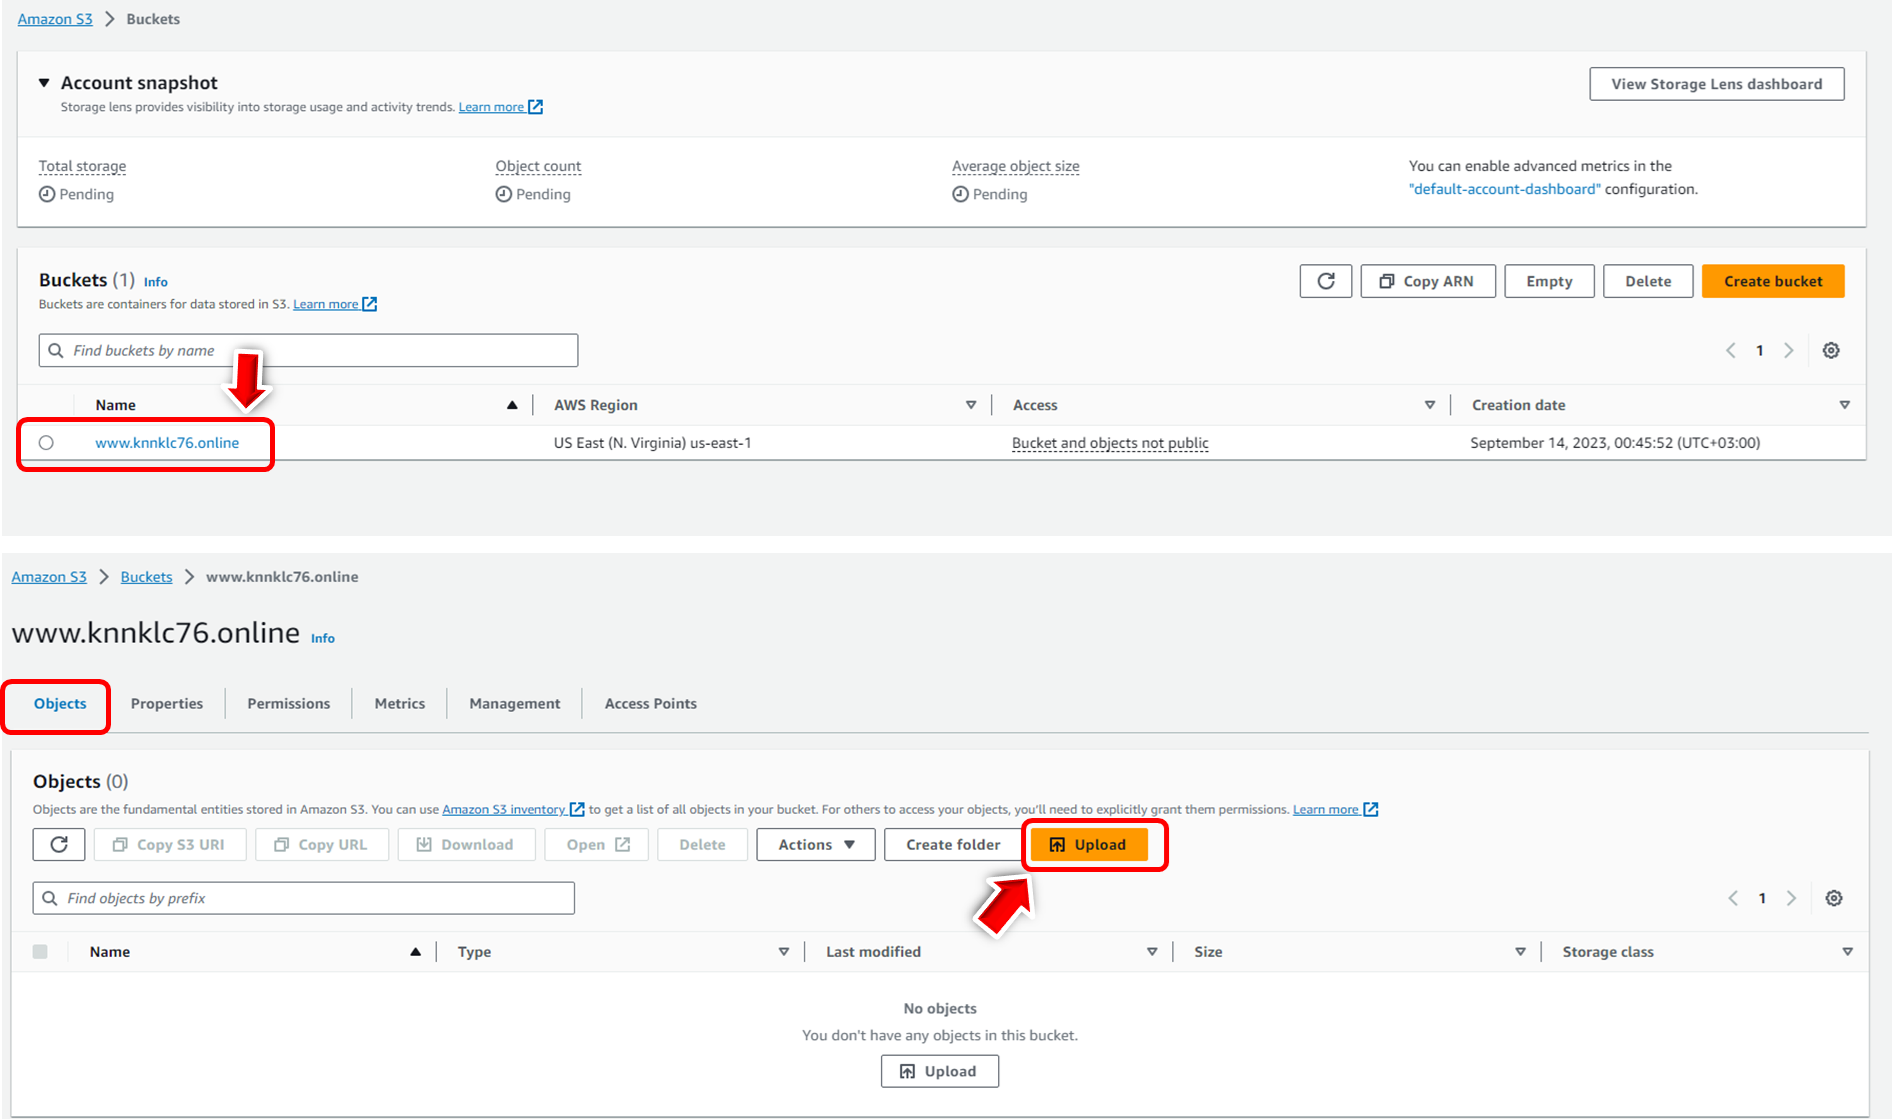 Amazon S3 > Buckets
Account snapshot
View Storage Lens dashboard
Storage lens provides visibility into storage usage and activity trends. Learn more
Total storage Object count Average object size You can enable advanced metrics in the
Pending Pending Pending "default-account-dashboard" configuration.
Buckets (1) Info
Copy ARN Empty Delete Create bucket
Buckets are containers for data stored in S3. Learn more
Find buckets by name
1
Name AWS Region Access Creation date
www.knnklc76.online US East (N. Virginia) us-east-1 Bucket and objects not public September 14, 2023, 00:45:52 (UTC+03:00)
Amazon S3 > Buckets > www.knnklc76.online
www.knnklc76.online Info
Objects Properties Permissions Metrics Management Access Points
Objects (0)
Objects are the fundamental entities stored in Amazon S3. You can use Amazon S3 inventory to get a list of all objects in your bucket. For others to access your objects, you'll need to explicitly grant them permissions. Learn more
Copy S3 URI Copy URL Download Open Delete Actions Create folder Upload
Find objects by prefix
1
Name Type Last modified Size Storage class
No objects
You don't have any objects in this bucket.
Upload